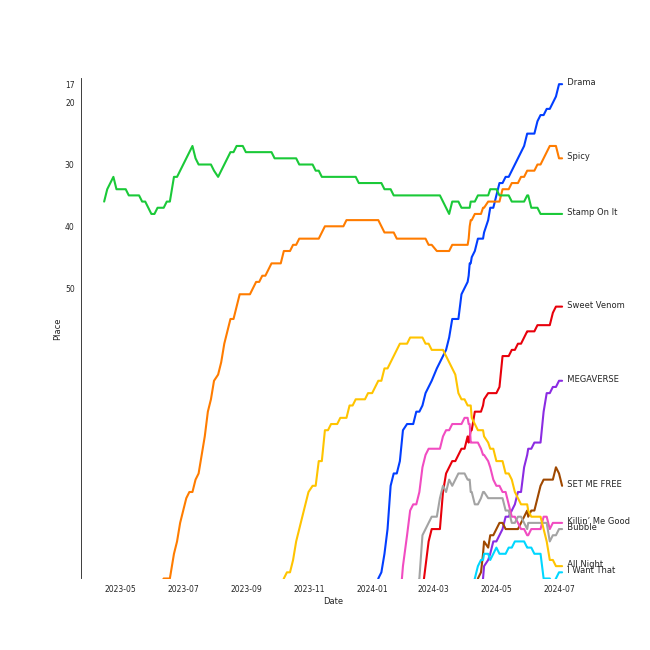 Drama
17
20
Spicy
30
Stamp On It
40
50
Sweet Venom
Place
MEGAVERSE
SET ME FREE
Killin' Me Good
Bubble
All Night
I Want That
2023-05
2023-07
2023-09
2023-11
2024-01
2024-03
2024-05
2024-07
Date